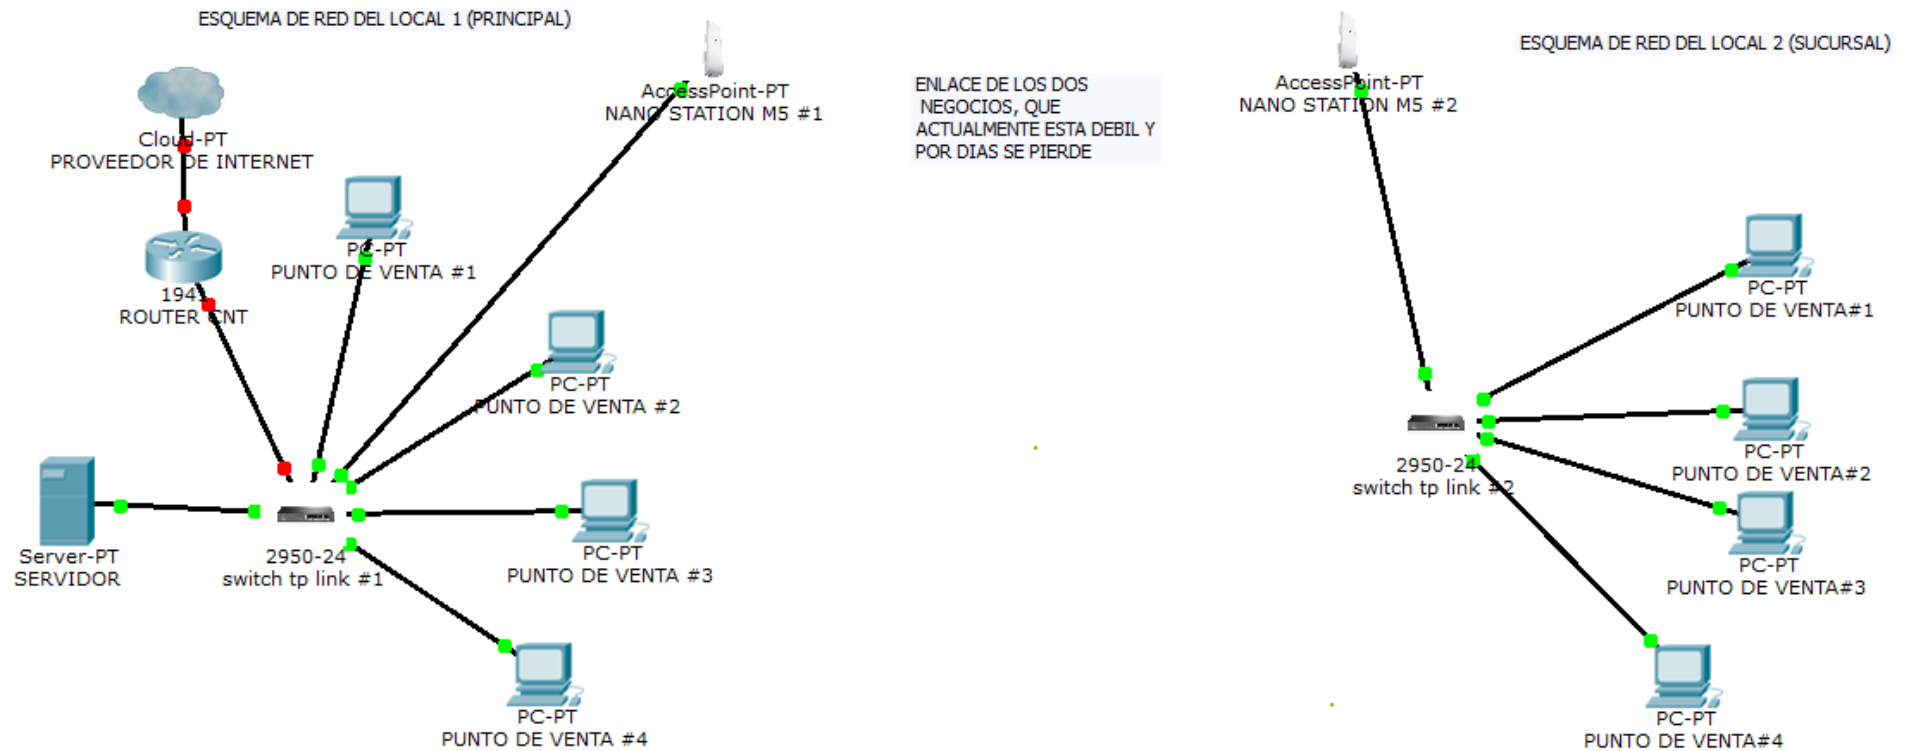 ESQUEMA DE RED DEL LOCAL 1 (PRINCIPAL)
Cloud-PT
PROVEEDOR DE INTERNET
1941
ROUTER CNT
PC-PT
PUNTO DE VENTA #1
AccessPoint-PT
NANO STATION M5 #1
PC-PT
PUNTO DE VENTA #2
Server-PT
SERVIDOR
2950-24
switch tp link #1
PC-PT
PUNTO DE VENTA #3
PC-PT
PUNTO DE VENTA #4
ENLACE DE LOS DOS
NEGOCIOS, QUE
ACTUALMENTE ESTA DEBIL Y
POR DIAS SE PIERDE
ESQUEMA DE RED DEL LOCAL 2 (SUCURSAL)
AccessPoint-PT
NANO STATION M5 #2
PC-PT
PUNTO DE VENTA#1
2950-24
switch tp link #2
PC-PT
PUNTO DE VENTA#2
PC-PT
PUNTO DE VENTA#3
PC-PT
PUNTO DE VENTA#4